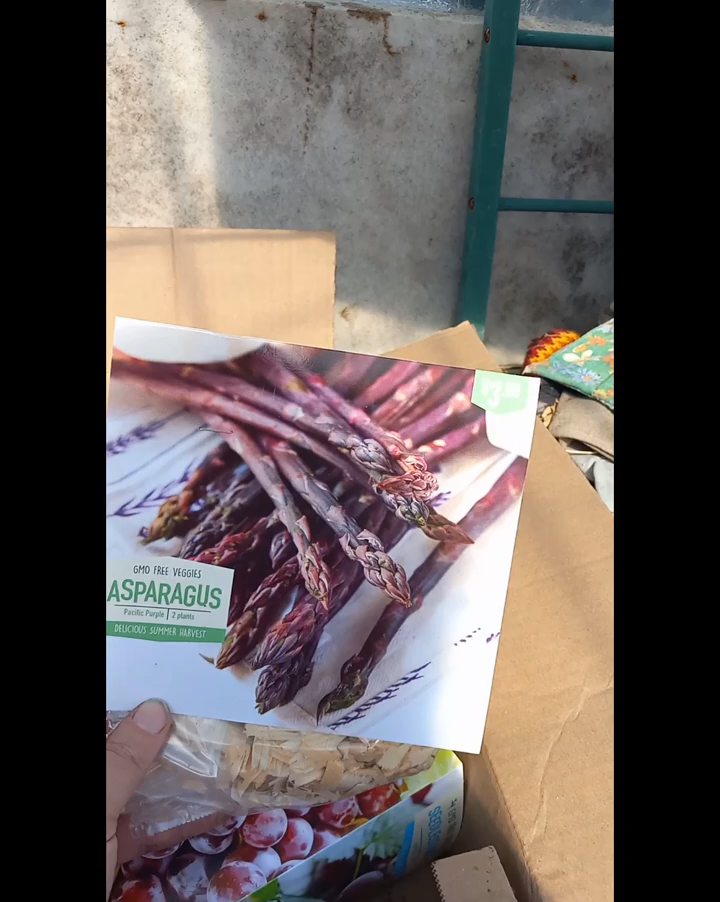 GMO FREE VEGGIES
ASPARAGUS
Pacific Purple | 2 plants
DELICIOUS SUMMER HARVEST